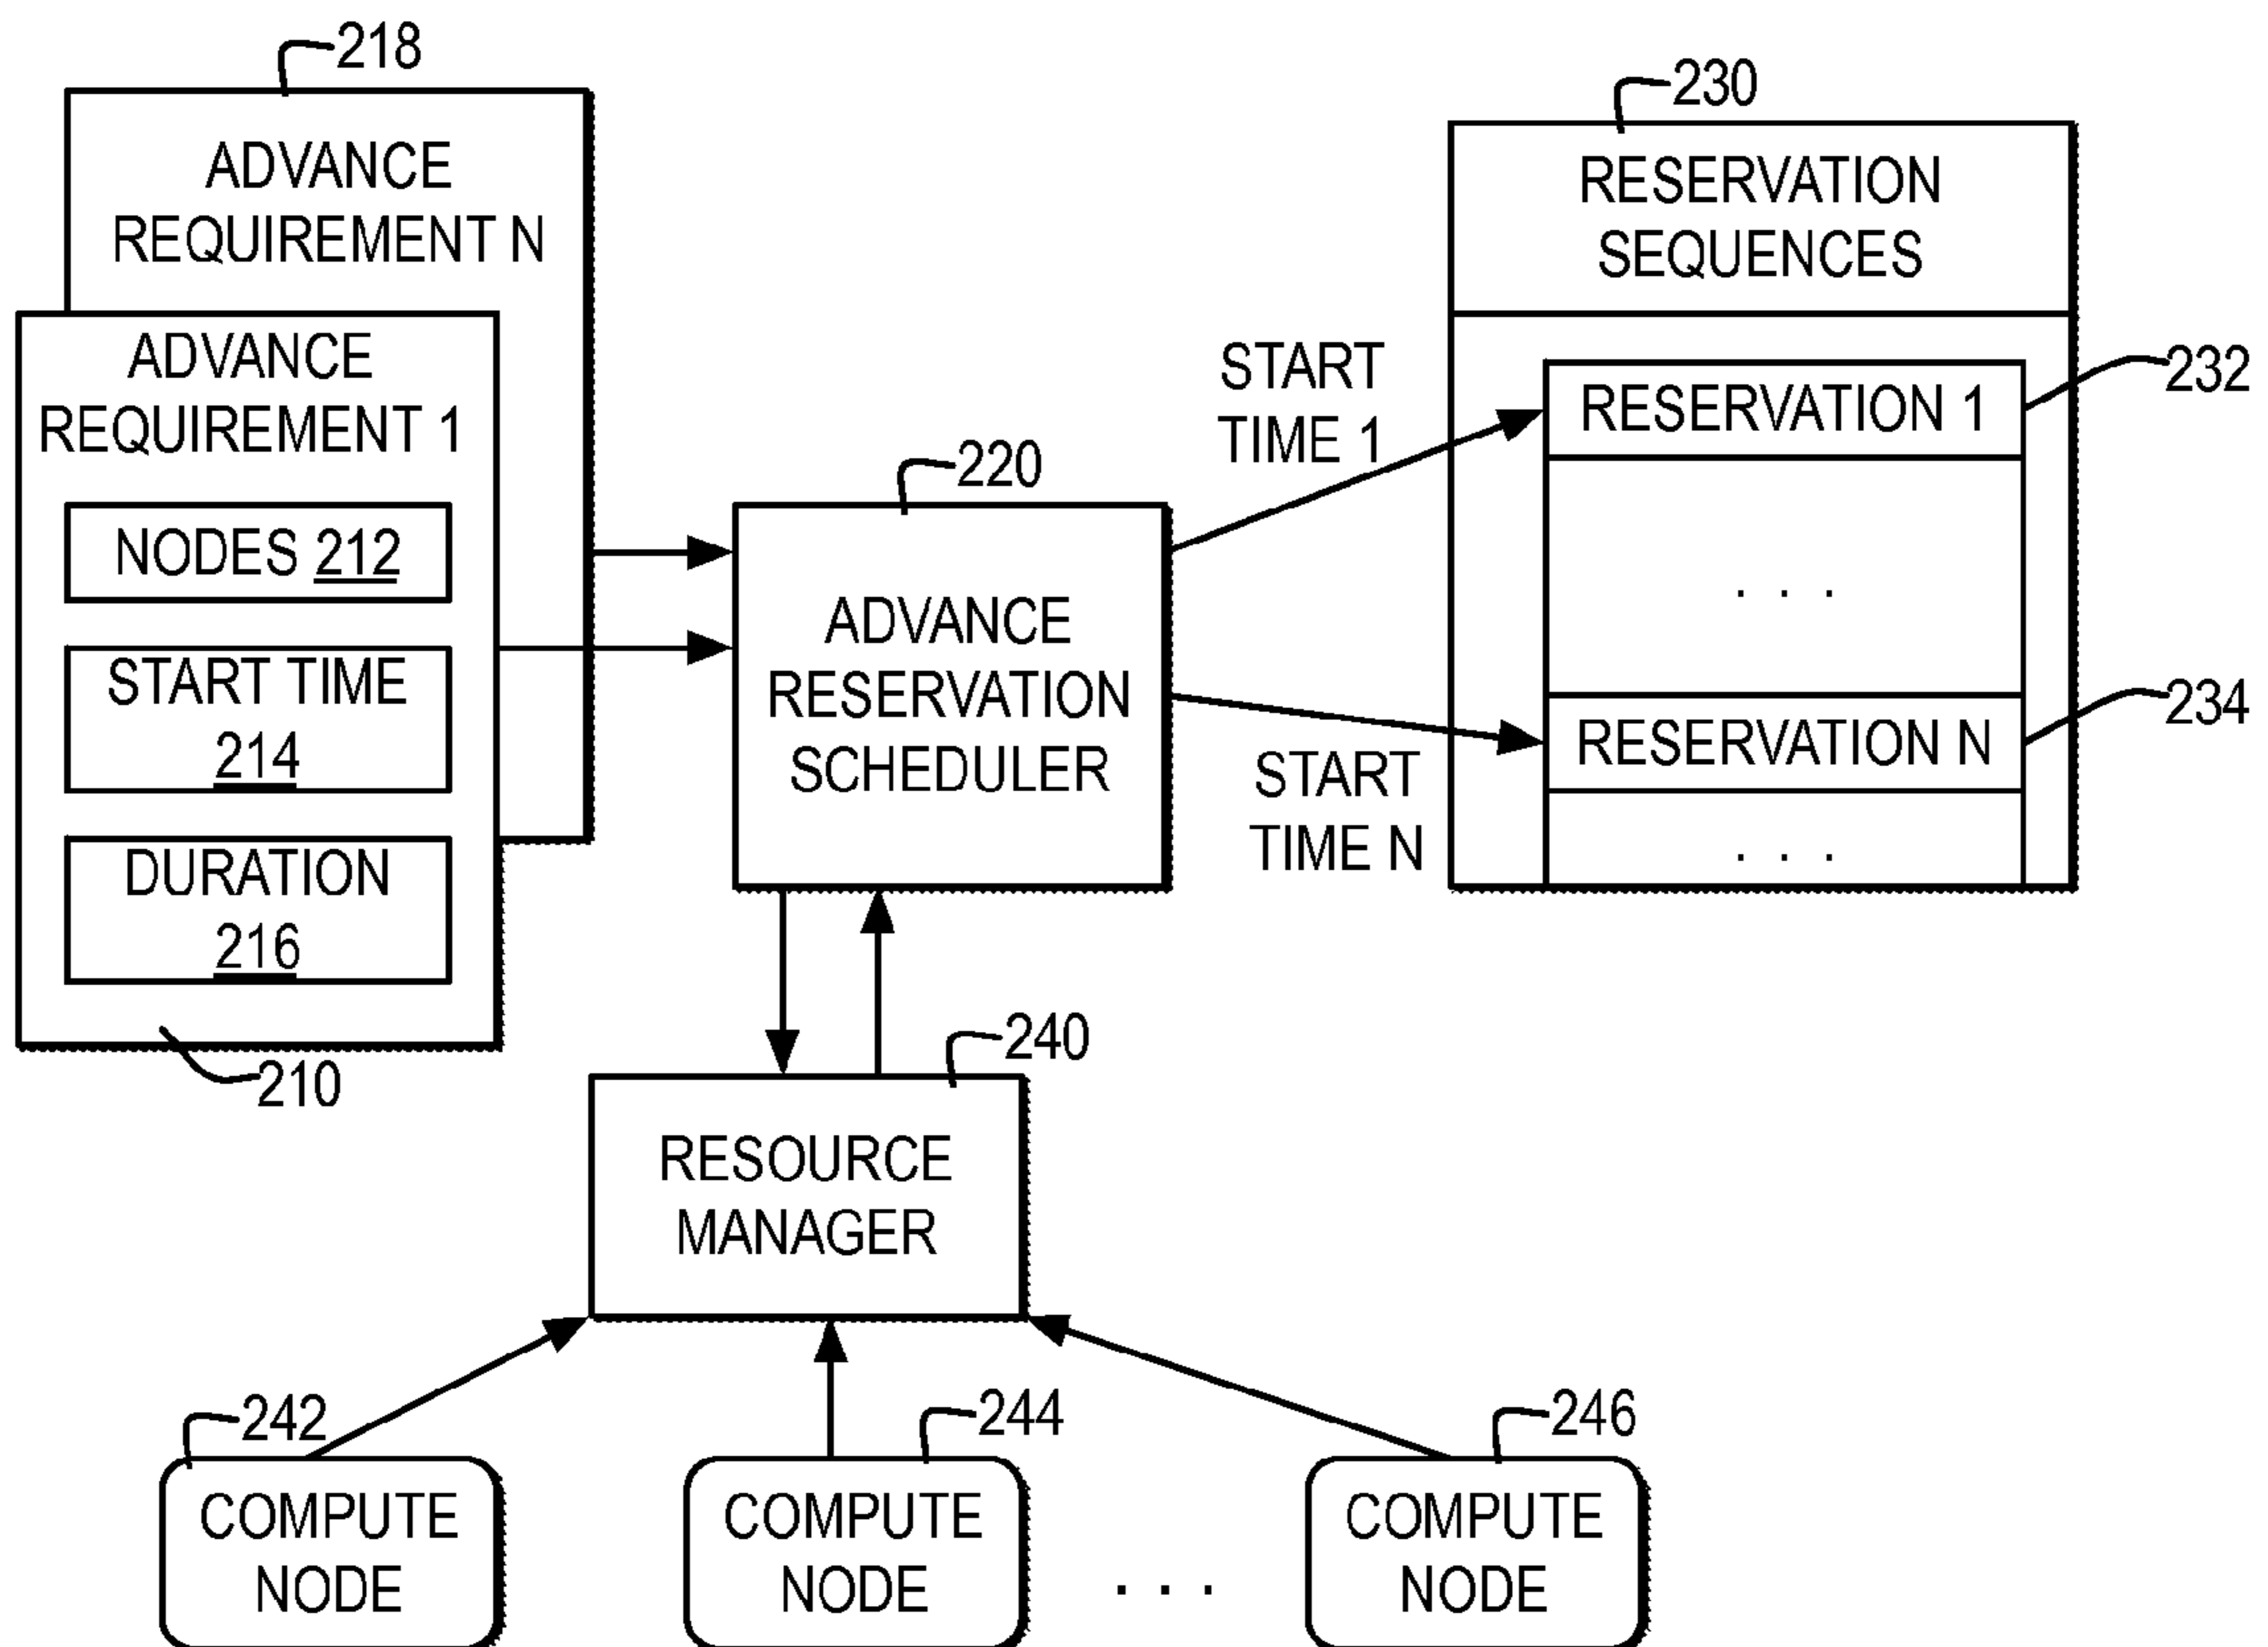 218
ADVANCE
REQUIREMENT N
ADVANCE
REQUIREMENT 1
NODES 212
START TIME
214
DURATION
216
210
220
ADVANCE
RESERVATION
SCHEDULER
START
TIME 1
START
TIME N
230
RESERVATION
SEQUENCES
RESERVATION 1
232
. . .
RESERVATION N
234
. . .
240
RESOURCE
MANAGER
242
COMPUTE
NODE
244
COMPUTE
NODE
. . .
246
COMPUTE
NODE